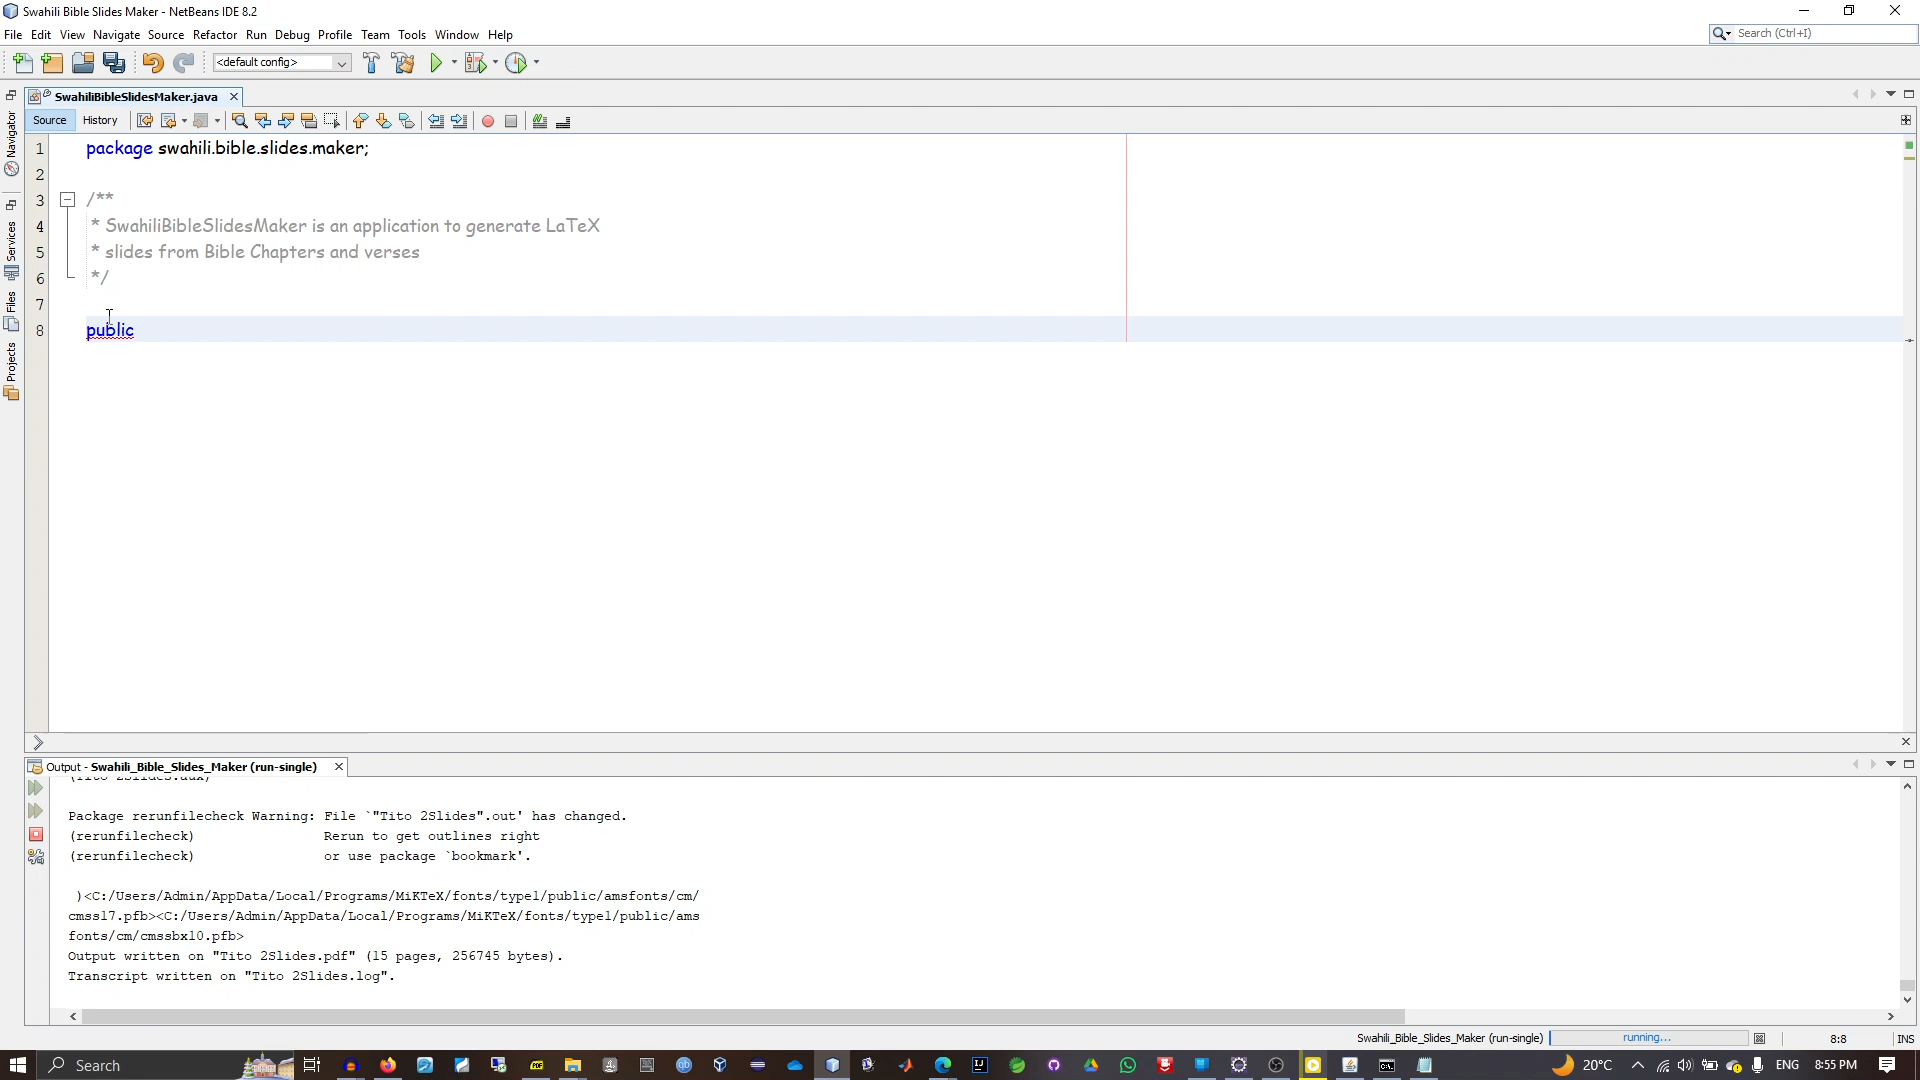 Swahili Bible Slides Maker - NetBeans IDE 8.2
File Edit View Navigate Source Refactor Run Debug Profile Team Tools Window Help
Search (Ctrl+I)
<default config>
SwahiliBibleSlidesMaker.java
Source History
Navigator
Services
Files
Projects
1 package swahili.bible.slides.maker;
2
3 /**
4 * SwahiliBibleSlidesMaker is an application to generate LaTeX
5 * slides from Bible Chapters and verses
6 */
7
8 public
Output - Swahili_Bible_Slides_Maker (run-single)
(Tito 2Slides.aux)
Package rerunfilecheck Warning: File `"Tito 2Slides".out' has changed.
(rerunfilecheck) Rerun to get outlines right
(rerunfilecheck) or use package `bookmark'.
)<C:/Users/Admin/AppData/Local/Programs/MiKTeX/fonts/type1/public/amsfonts/cm/
cmss17.pfb><C:/Users/Admin/AppData/Local/Programs/MiKTeX/fonts/type1/public/ams
fonts/cm/cmssbx10.pfb>
Output written on "Tito 2Slides.pdf" (15 pages, 256745 bytes).
Transcript written on "Tito 2Slides.log".
Swahili_Bible_Slides_Maker (run-single) running... 8:8 INS
Search 20°C ENG 8:55 PM